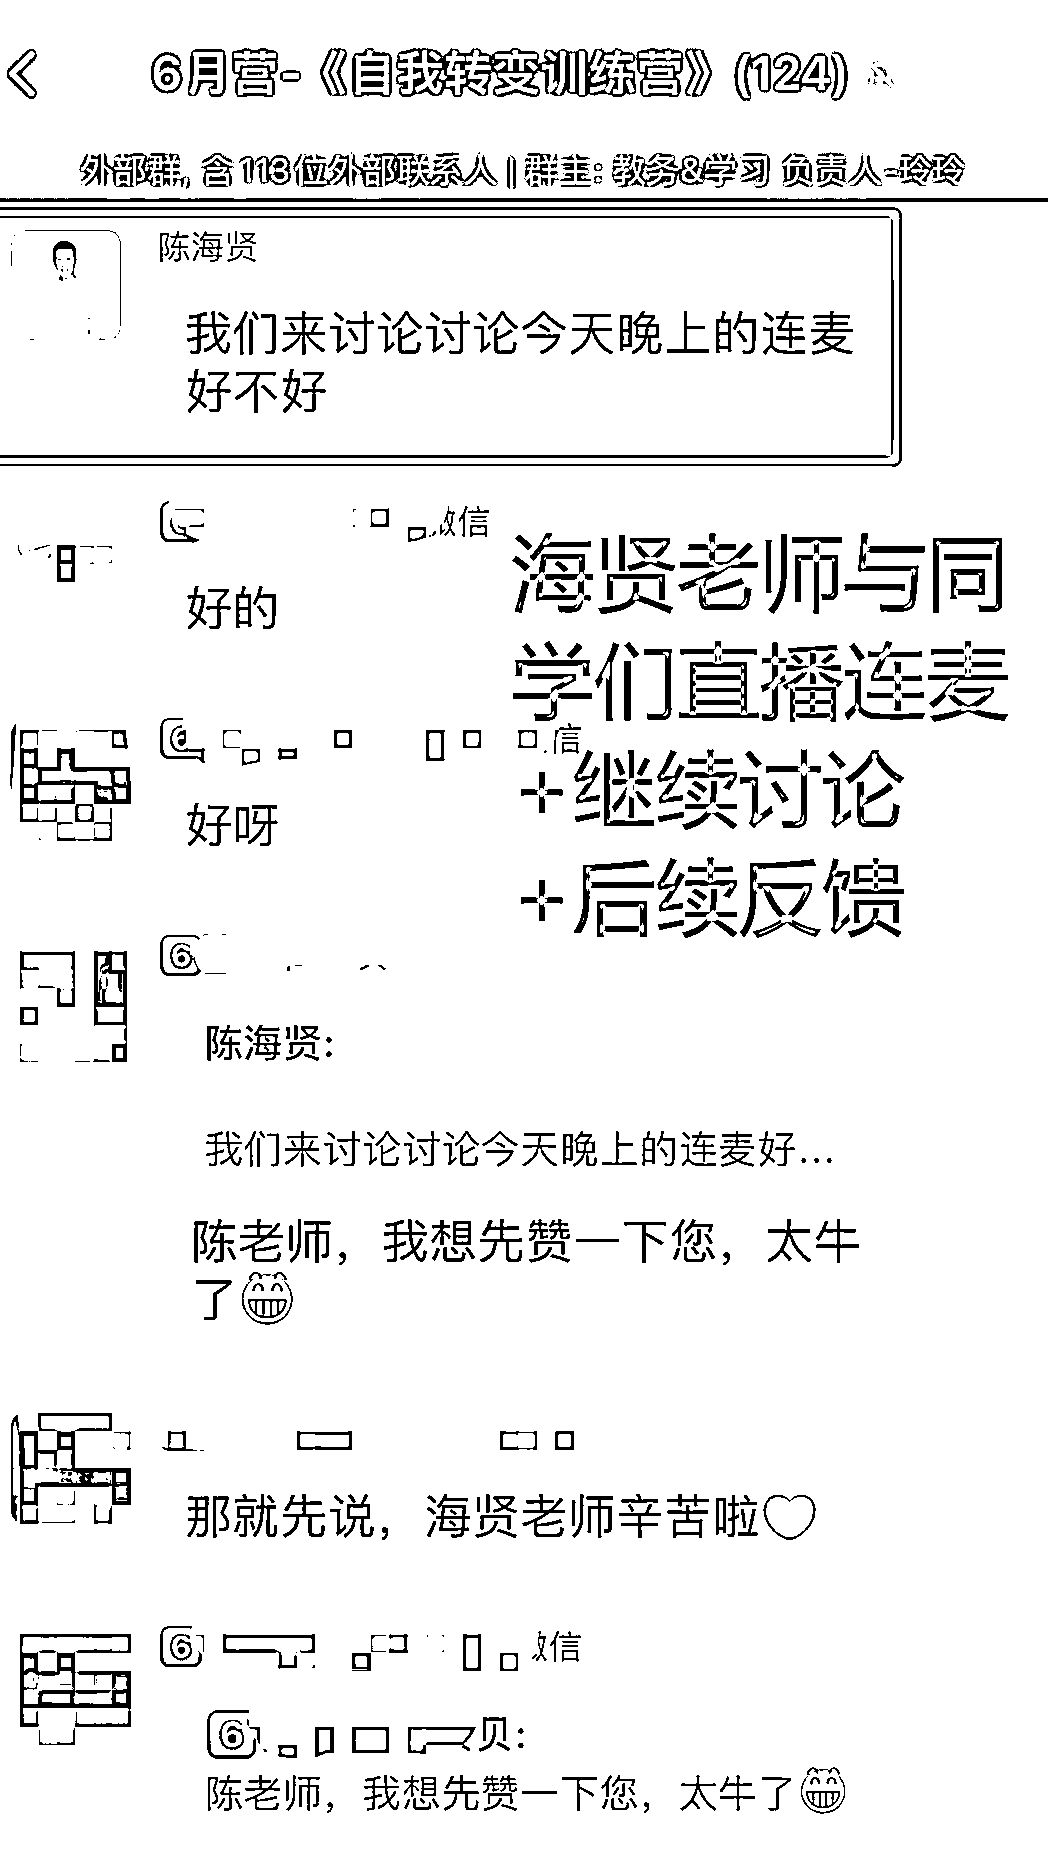 6月营-《自我转变训练营》(124)
外部群, 含113位外部联系人 | 群主: 教务&学习 负责人-玲玲
陈海贤
我们来讨论讨论今天晚上的连麦
好不好
微信
好的
海贤老师与同
学们直播连麦
+继续讨论
+后续反馈
信
好呀
陈海贤:
我们来讨论讨论今天晚上的连麦好...
陈老师，我想先赞一下您，太牛
了😁
那就先说，海贤老师辛苦啦♡
微信
贝:
陈老师，我想先赞一下您，太牛了😁